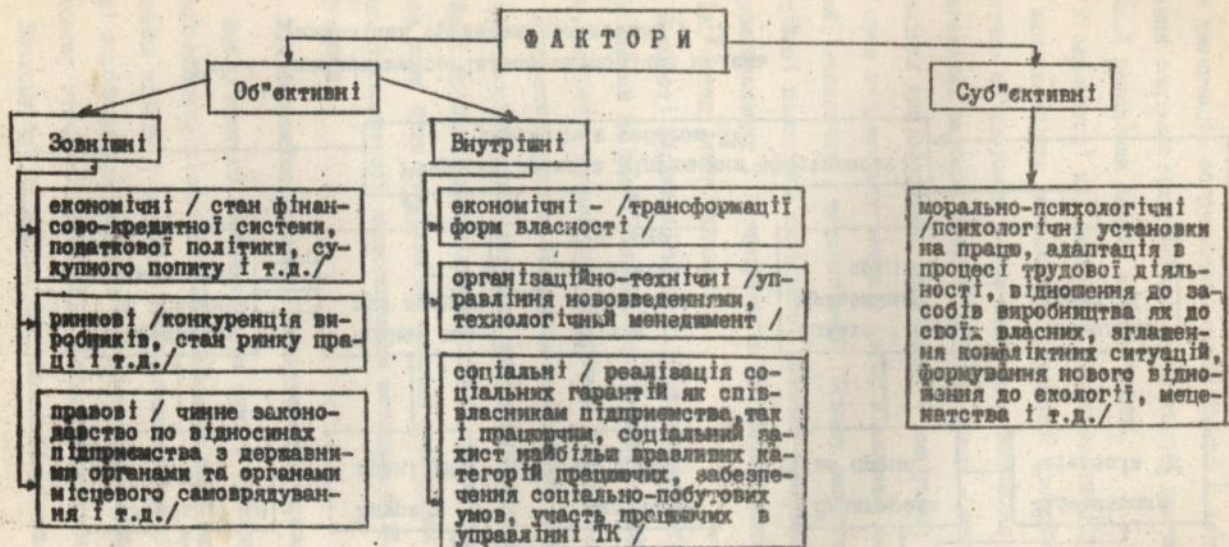 ФАКТОРИ
Об"єктивні
Суб"єктивні
Зовнішні
Внутрішні
економічні / стан фінан-
сово-кредитної системи,
податкової політики, су-
купного попиту і т.д./
ринкові /конкуренція ви-
робників, стан ринку пра-
ці і т.д./
правові / чинне законо-
давство по відносинах
підприємства з державни-
ми органами та органами
місцевого самоврядуван-
ня і т.д./
економічні - /трансформації
форм власності /
організаційно-технічні /уп-
равління нововведеннями,
технологічний менеджмент /
соціальні / реалізація со-
ціальних гарантій як спів-
власникам підприємства,так
і працюючим, соціальний за-
хист найбільш вразливих ка-
тегорій працюючих, забезпе-
чення соціально-побутових
умов, участь працюючих в
управлінні ТК /
морально-психологічні
/психологічні установки
на працю, адаптація в
процесі трудової діяль-
ності, відношення до за-
собів виробництва як до
своїх власних, зглажен-
ня конфліктних ситуацій,
формування нового відно-
шення до екології, меце-
натства і т.д./